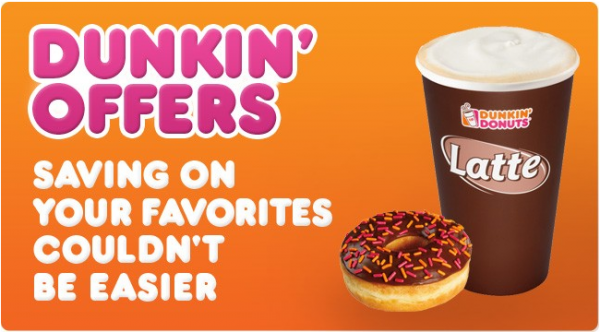 DUNKIN'
OFFERS
SAVING ON
YOUR FAVORITES
COULDN'T
BE EASIER
DUNKIN'
DONUTS
Latte